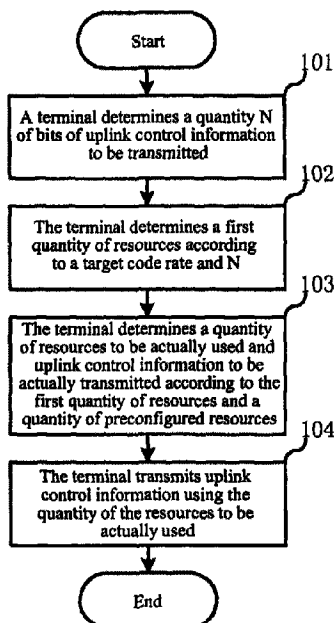 Start
101
A terminal determines a quantity N
of bits of uplink control information
to be transmitted
102
The terminal determines a first
quantity of resources according
to a target code rate and N
103
The terminal determines a quantity
of resources to be actually used and
uplink control information to be
actually transmitted according to the
first quantity of resources and a
quantity of preconfigured resources
104
The terminal transmits uplink
control information using the
quantity of the resources to be
actually used
End